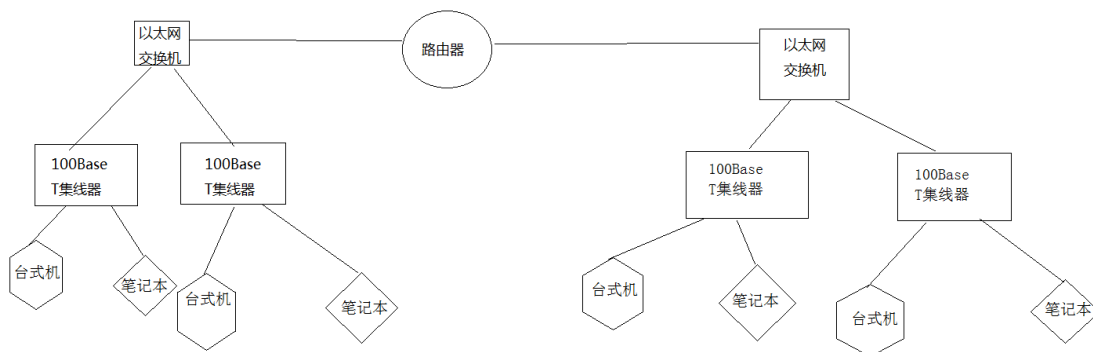 以太网
交换机
路由器
以太网
交换机
100Base
T集线器
100Base
T集线器
100Base
T集线器
100Base
T集线器
台式机
笔记本
台式机
笔记本
台式机
笔记本
台式机
笔记本